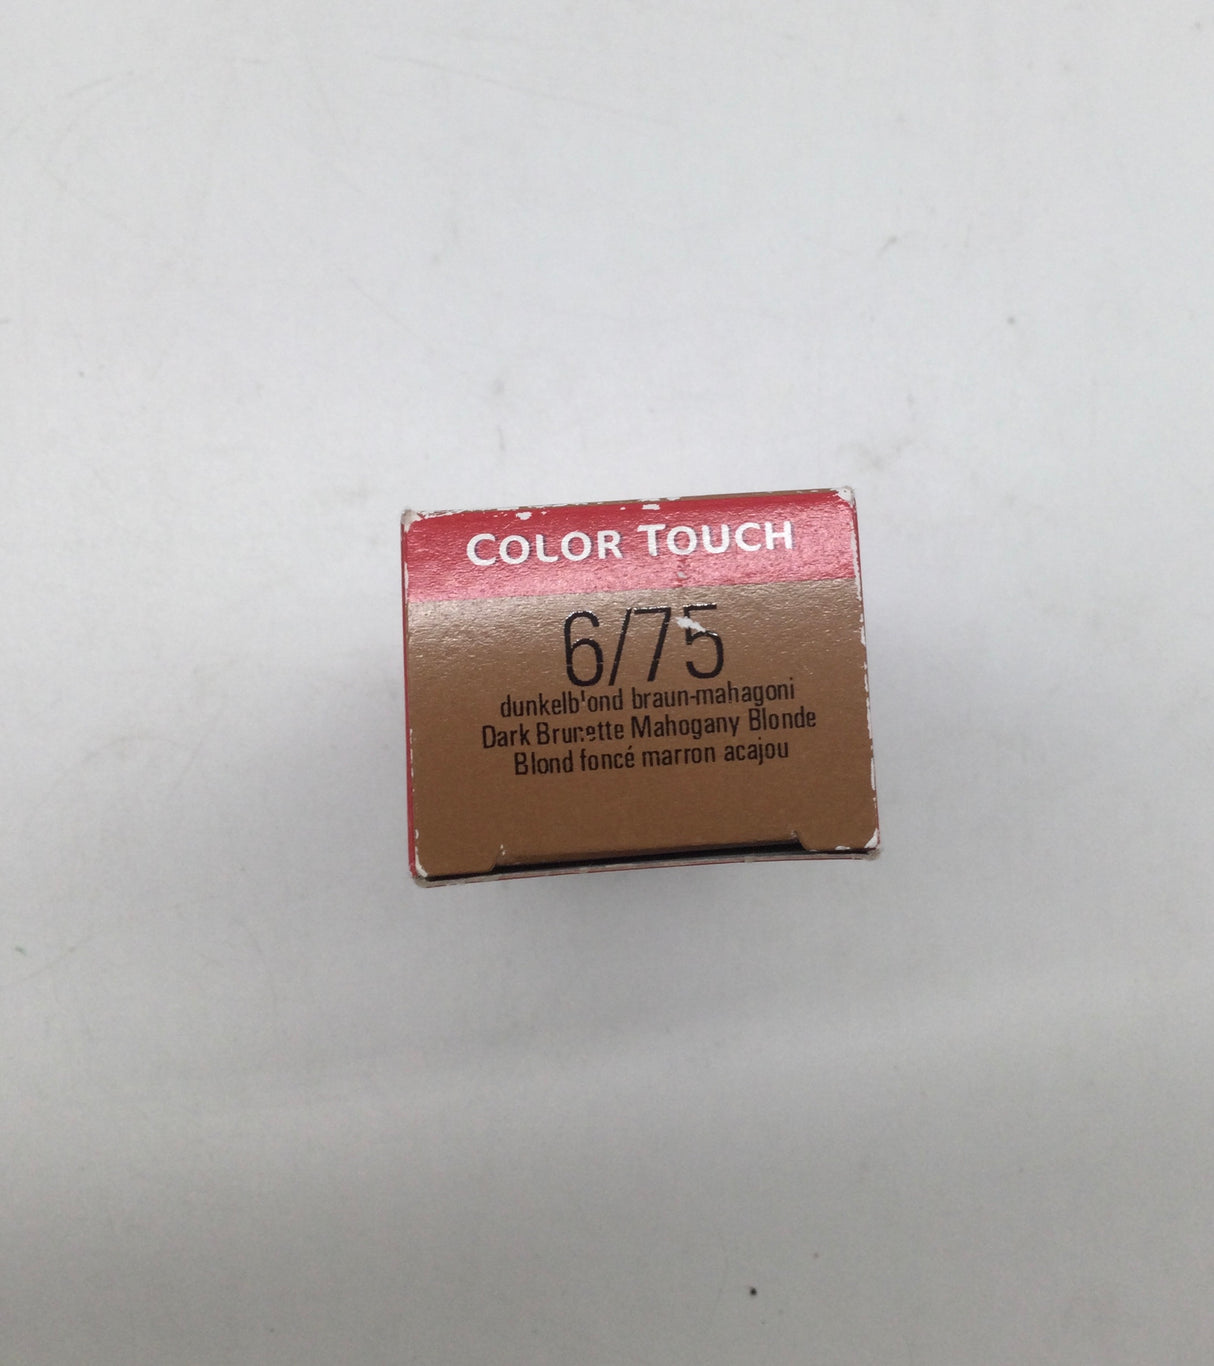 COLOR TOUCH
6/75
dunkelblond braun-mahagoni
Dark Brunette Mahogany Blonde
Blond foncé marron acajou